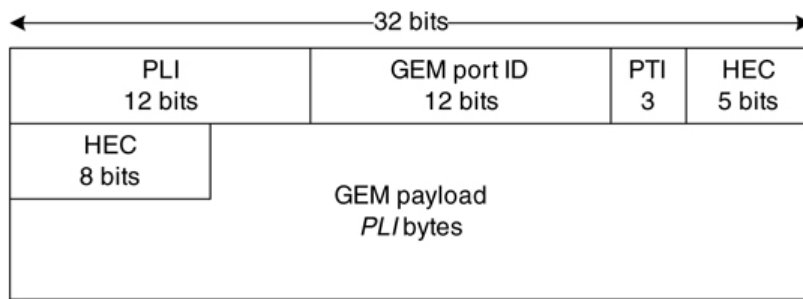 32 bits
PLI
12 bits
GEM port ID
12 bits
PTI
3
HEC
5 bits
HEC
8 bits
GEM payload
PLI bytes